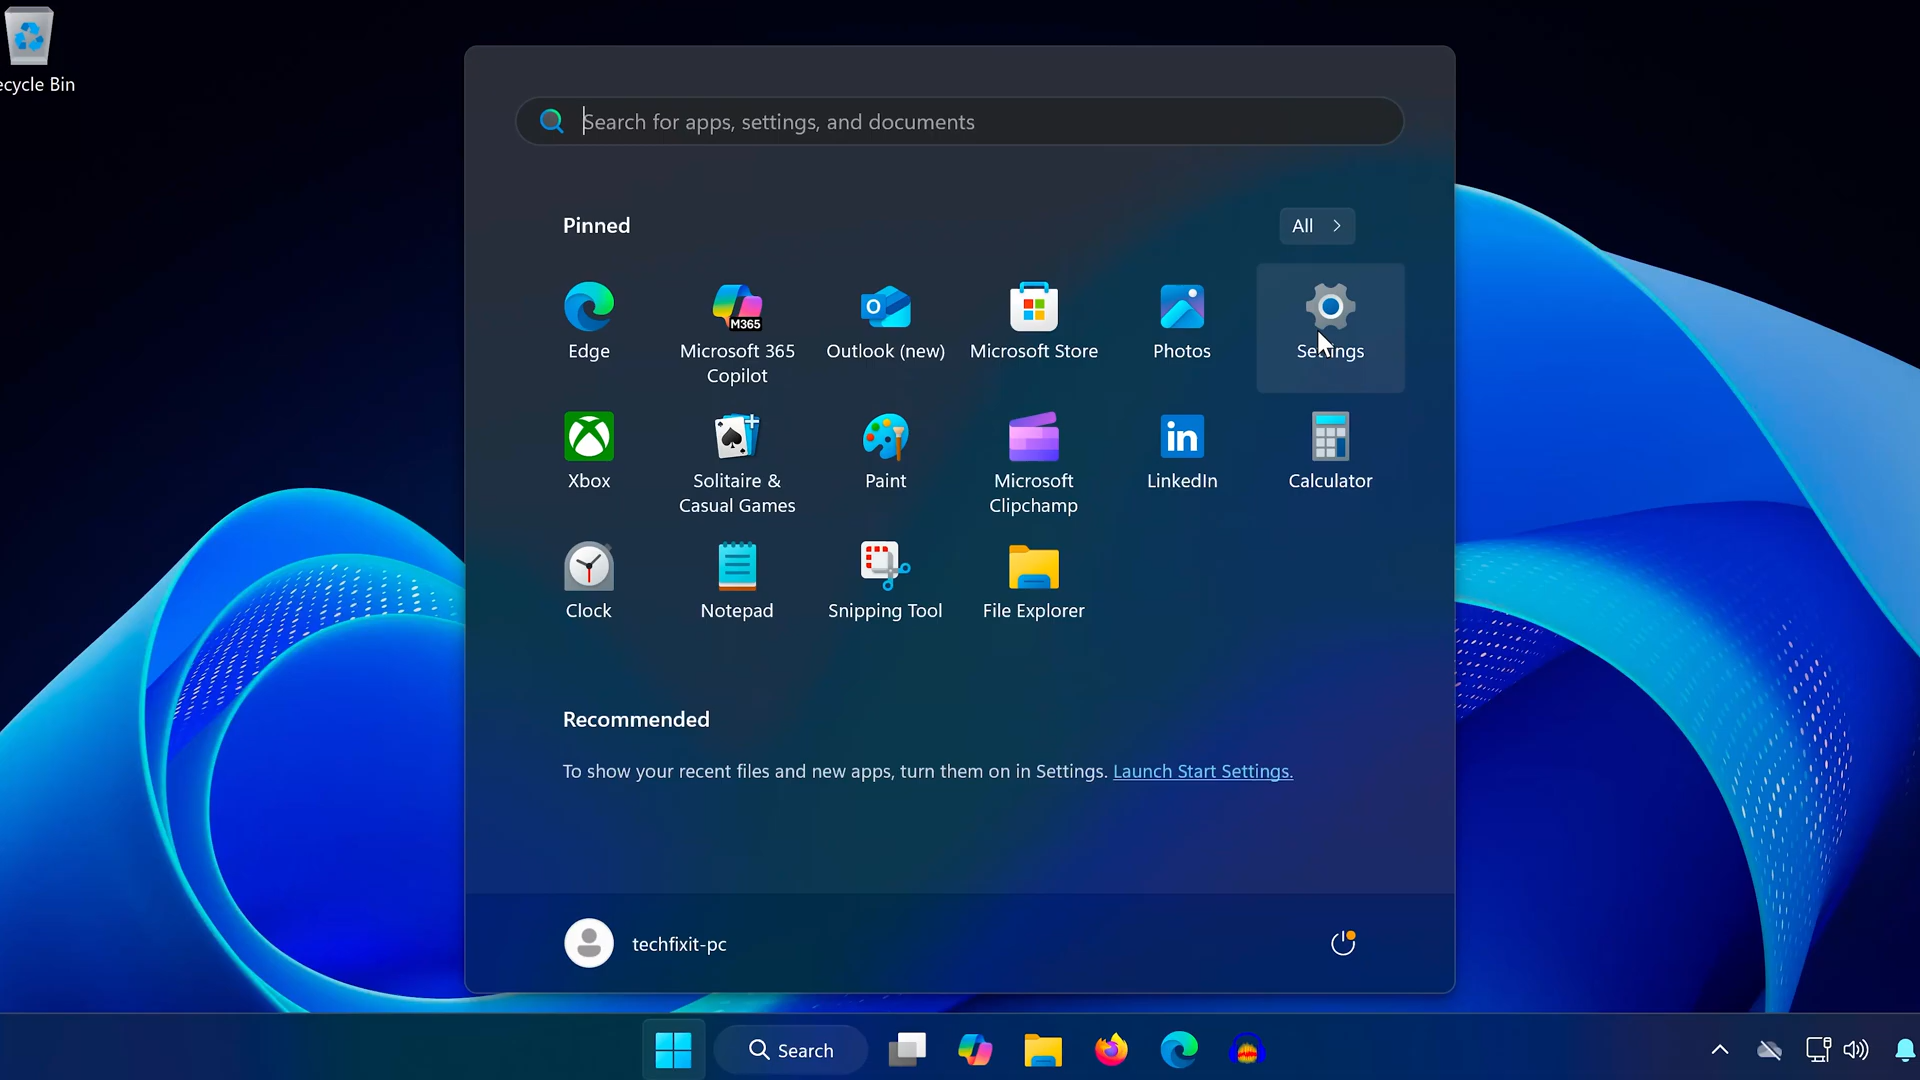 ecycle Bin
Search for apps, settings, and documents
Pinned
All
Edge
M365
Microsoft 365
Copilot
O
Outlook (new)
Microsoft Store
Photos
Settings
Xbox
Solitaire &
Casual Games
Paint
Microsoft
Clipchamp
in
LinkedIn
Calculator
Clock
Notepad
Snipping Tool
File Explorer
Recommended
To show your recent files and new apps, turn them on in Settings. Launch Start Settings.
techfixit-pc
Search